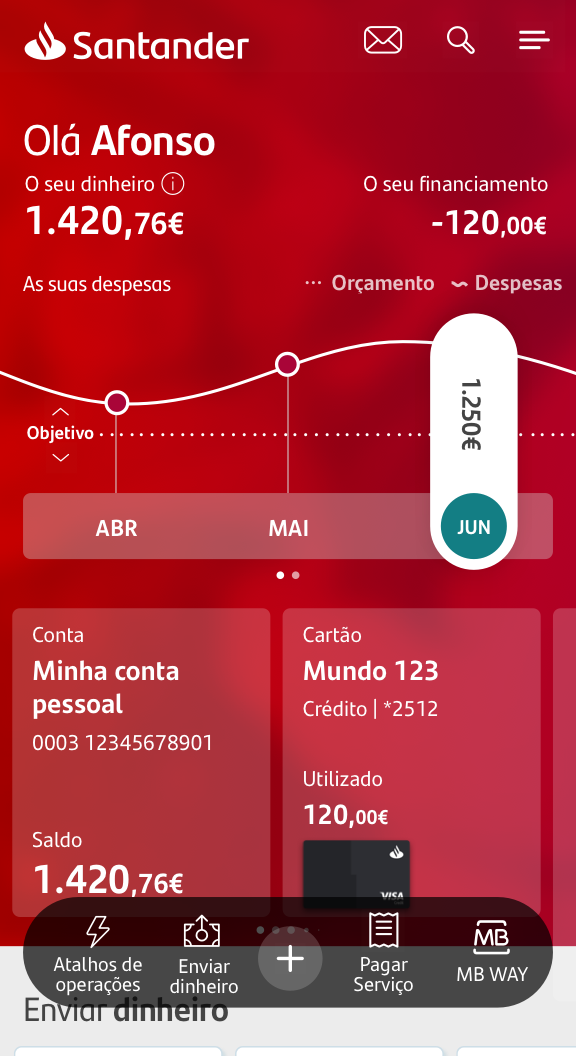 Santander
Olá Afonso
O seu dinheiro i
O seu financiamento
1.420,76€
-120,00€
As suas despesas
Orçamento
Despesas
1.250€
Objetivo
ABR
MAI
JUN
Conta
Minha conta
pessoal
0003 12345678901
Saldo
1.420,76€
Cartão
Mundo 123
Crédito | *2512
Utilizado
120,00€
VISA
Atalhos de
operações
Enviar
dinheiro
+
Pagar
Serviço
MB
MB WAY
Enviar dinheiro